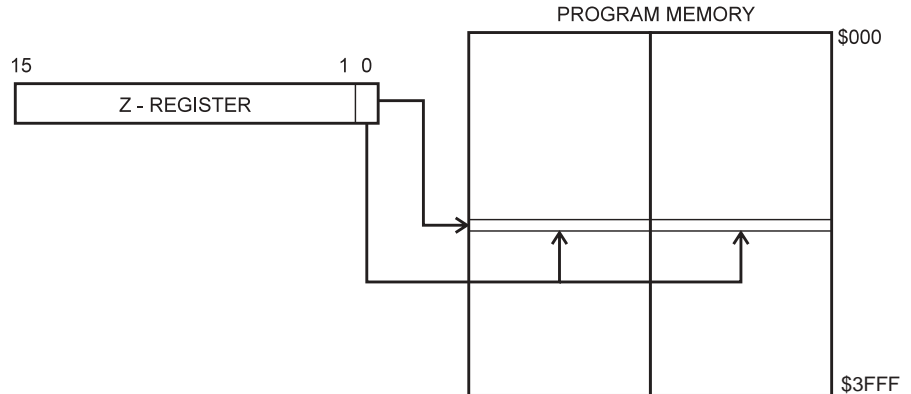 PROGRAM MEMORY
$000
15 1 0
Z - REGISTER
$3FFF